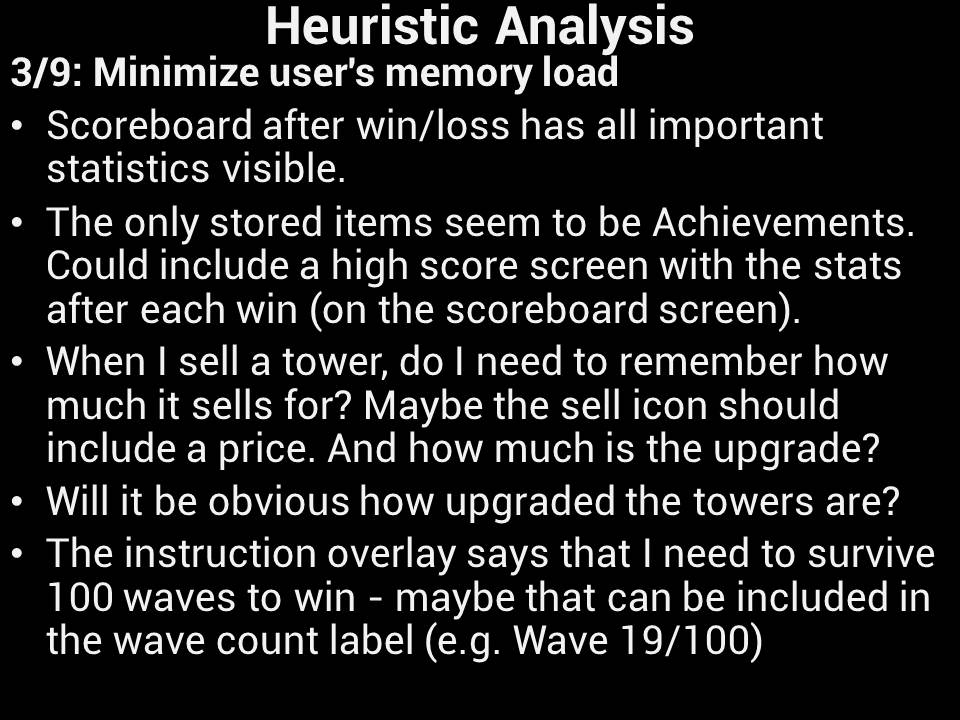 Heuristic Analysis
3/9: Minimize user's memory load
• Scoreboard after win/loss has all important
statistics visible.
• The only stored items seem to be Achievements.
Could include a high score screen with the stats
after each win (on the scoreboard screen).
• When I sell a tower, do I need to remember how
much it sells for? Maybe the sell icon should
include a price. And how much is the upgrade?
• Will it be obvious how upgraded the towers are?
• The instruction overlay says that I need to survive
100 waves to win - maybe that can be included in
the wave count label (e.g. Wave 19/100)